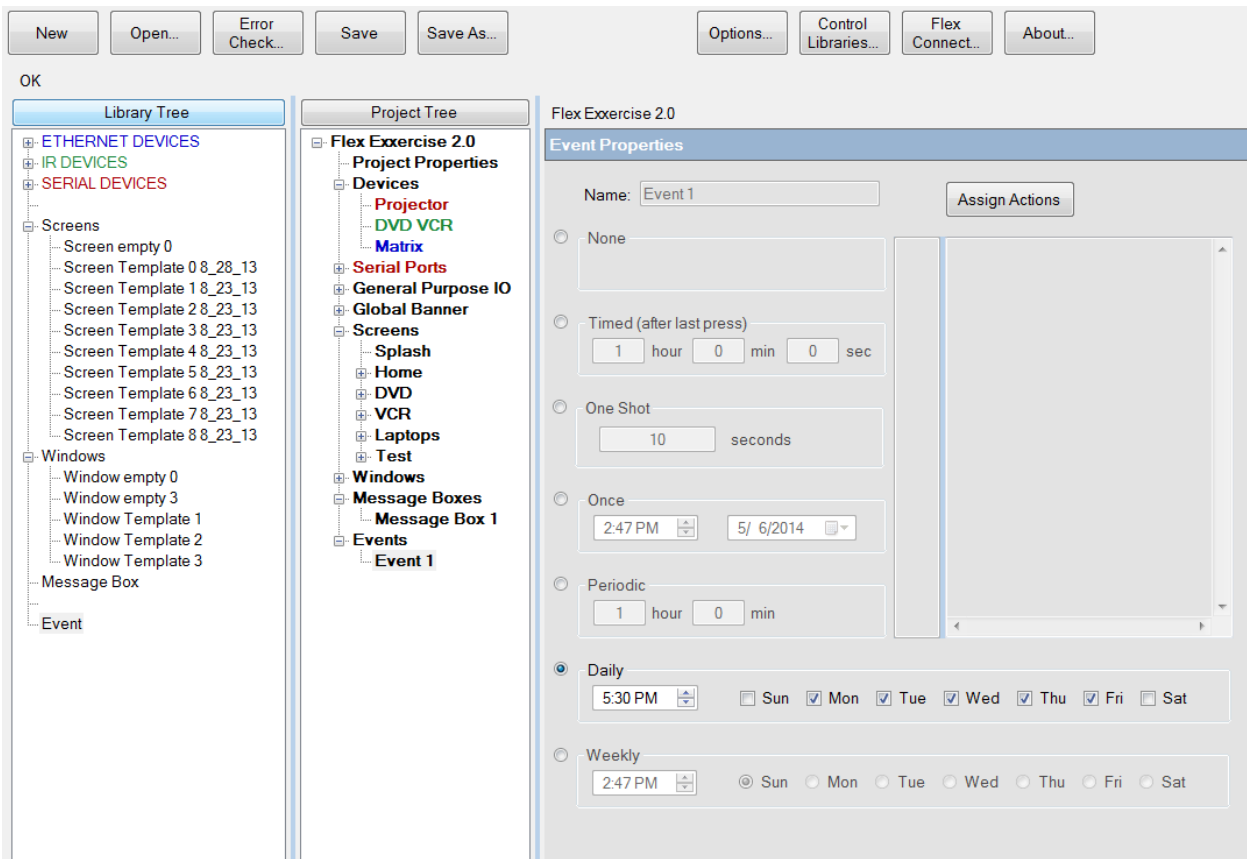 New Open... Error Check... Save Save As... Options... Control Libraries... Flex Connect... About...
OK
Library Tree
ETHERNET DEVICES
IR DEVICES
SERIAL DEVICES
Screens
Screen empty 0
Screen Template 0 8_28_13
Screen Template 1 8_23_13
Screen Template 2 8_23_13
Screen Template 3 8_23_13
Screen Template 4 8_23_13
Screen Template 5 8_23_13
Screen Template 6 8_23_13
Screen Template 7 8_23_13
Screen Template 8 8_23_13
Windows
Window empty 0
Window empty 3
Window Template 1
Window Template 2
Window Template 3
Message Box
Event
Project Tree
Flex Exxercise 2.0
Project Properties
Devices
Projector
DVD VCR
Matrix
Serial Ports
General Purpose IO
Global Banner
Screens
Splash
Home
DVD
VCR
Laptops
Test
Windows
Message Boxes
Message Box 1
Events
Event 1
Flex Exxercise 2.0
Event Properties
Name: Event 1 Assign Actions
None
Timed (after last press)
1 hour 0 min 0 sec
One Shot
10 seconds
Once
2:47 PM 5/ 6/2014
Periodic
1 hour 0 min
Daily
5:30 PM Sun Mon Tue Wed Thu Fri Sat
Weekly
2:47 PM Sun Mon Tue Wed Thu Fri Sat